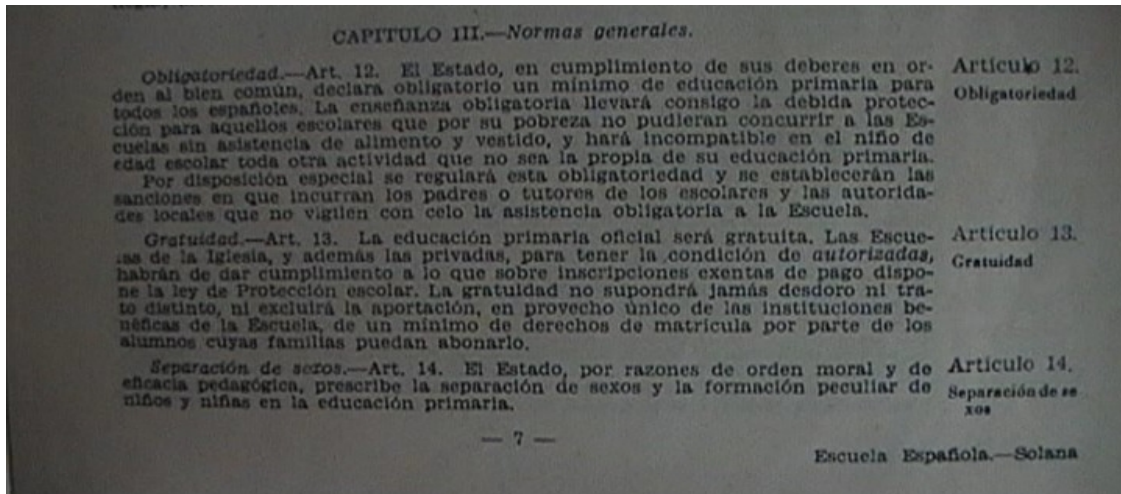 CAPITULO III.—Normas generales.
Obligatoriedad.—Art. 12. El Estado, en cumplimiento de sus deberes en or-
den al bien común, declara obligatorio un mínimo de educación primaria para
todos los españoles. La enseñanza obligatoria llevará consigo la debida protec-
ción para aquellos escolares que por su pobreza no pudieran concurrir a las Es-
cuelas sin asistencia de alimento y vestido, y hará incompatible en el niño de
edad escolar toda otra actividad que no sea la propia de su educación primaria.
Por disposición especial se regulará esta obligatoriedad y se establecerán las
sanciones en que incurran los padres o tutores de los escolares y las autorida-
des locales que no vigilen con celo la asistencia obligatoria a la Escuela.
Artículo 12.
Obligatoriedad
Gratuidad.—Art. 13. La educación primaria oficial será gratuita. Las Escue-
las de la Iglesia, y además las privadas, para tener la condición de autorizadas,
habrán de dar cumplimiento a lo que sobre inscripciones exentas de pago dispo-
ne la ley de Protección escolar. La gratuidad no supondrá jamás desdoro ni tra-
to distinto, ni excluirá la aportación, en provecho único de las instituciones be-
néficas de la Escuela, de un mínimo de derechos de matrícula por parte de los
alumnos cuyas familias puedan abonarlo.
Artículo 13.
Gratuidad
Separación de sexos.—Art. 14. El Estado, por razones de orden moral y de
eficacia pedagógica, prescribe la separación de sexos y la formación peculiar de
niños y niñas en la educación primaria.
Artículo 14.
Separación de se
xos
— 7 —
Escuela Española.—Solana